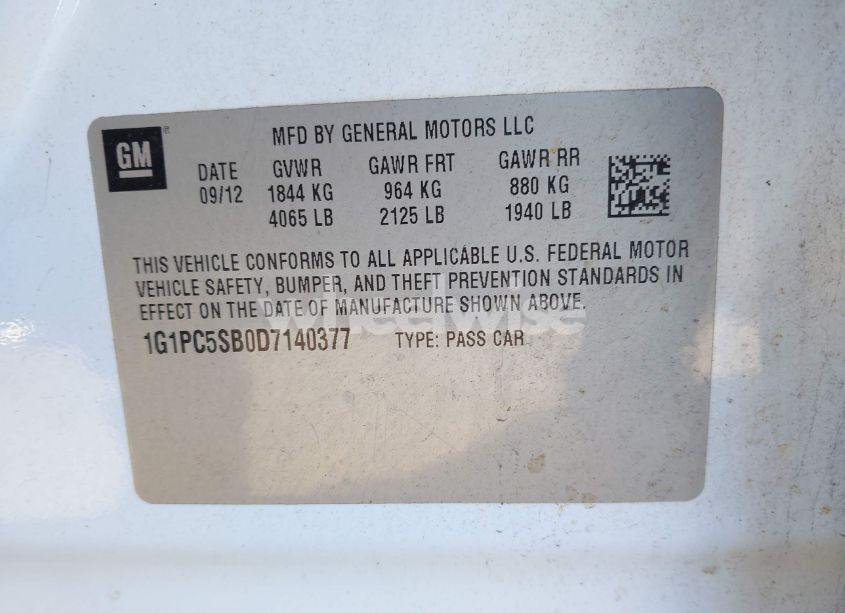 GM® MFD BY GENERAL MOTORS LLC
DATE GVWR GAWR FRT GAWR RR
09/12 1844 KG 964 KG 880 KG
4065 LB 2125 LB 1940 LB
THIS VEHICLE CONFORMS TO ALL APPLICABLE U.S. FEDERAL MOTOR
VEHICLE SAFETY, BUMPER, AND THEFT PREVENTION STANDARDS IN
EFFECT ON THE DATE OF MANUFACTURE SHOWN ABOVE.
wheelwise
1G1PC5SB0D7140377 TYPE: PASS CAR